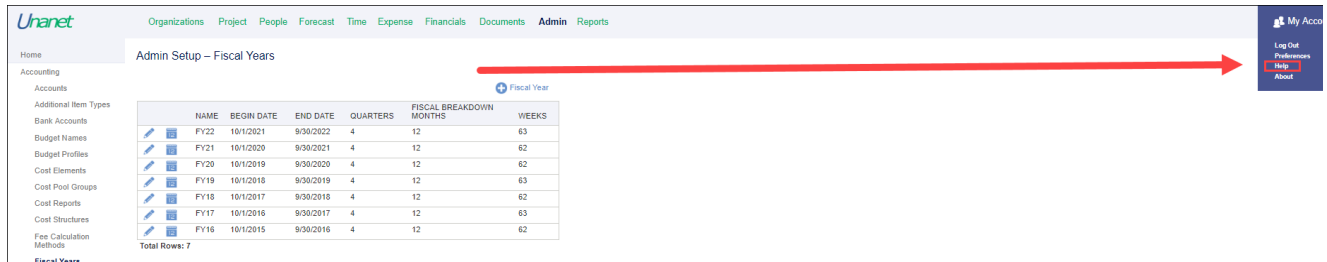 Unanet
Organizations Project People Forecast Time Expense Financials Documents Admin Reports
My Acco
Log Out
Preferences
Help
About
Home
Accounting
Accounts
Additional Item Types
Bank Accounts
Budget Names
Budget Profiles
Cost Elements
Cost Pool Groups
Cost Reports
Cost Structures
Fee Calculation
Methods
Fiscal Years
Admin Setup – Fiscal Years
Fiscal Year
FISCAL BREAKDOWN
NAME BEGIN DATE END DATE QUARTERS MONTHS WEEKS
FY22 10/1/2021 9/30/2022 4 12 63
FY21 10/1/2020 9/30/2021 4 12 62
FY20 10/1/2019 9/30/2020 4 12 62
FY19 10/1/2018 9/30/2019 4 12 63
FY18 10/1/2017 9/30/2018 4 12 62
FY17 10/1/2016 9/30/2017 4 12 63
FY16 10/1/2015 9/30/2016 4 12 62
Total Rows: 7